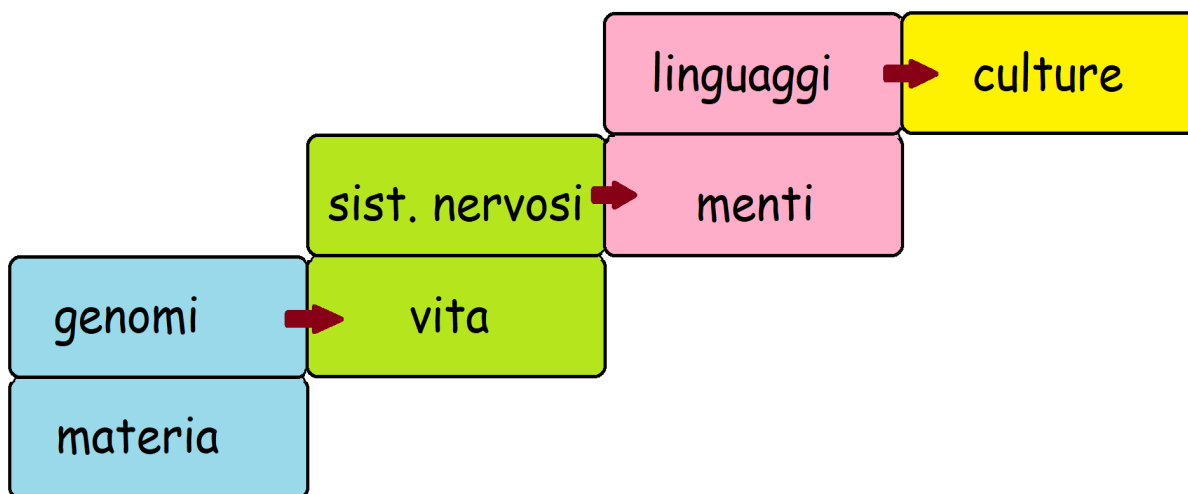 linguaggi
culture
sist. nervosi
menti
genomi
vita
materia